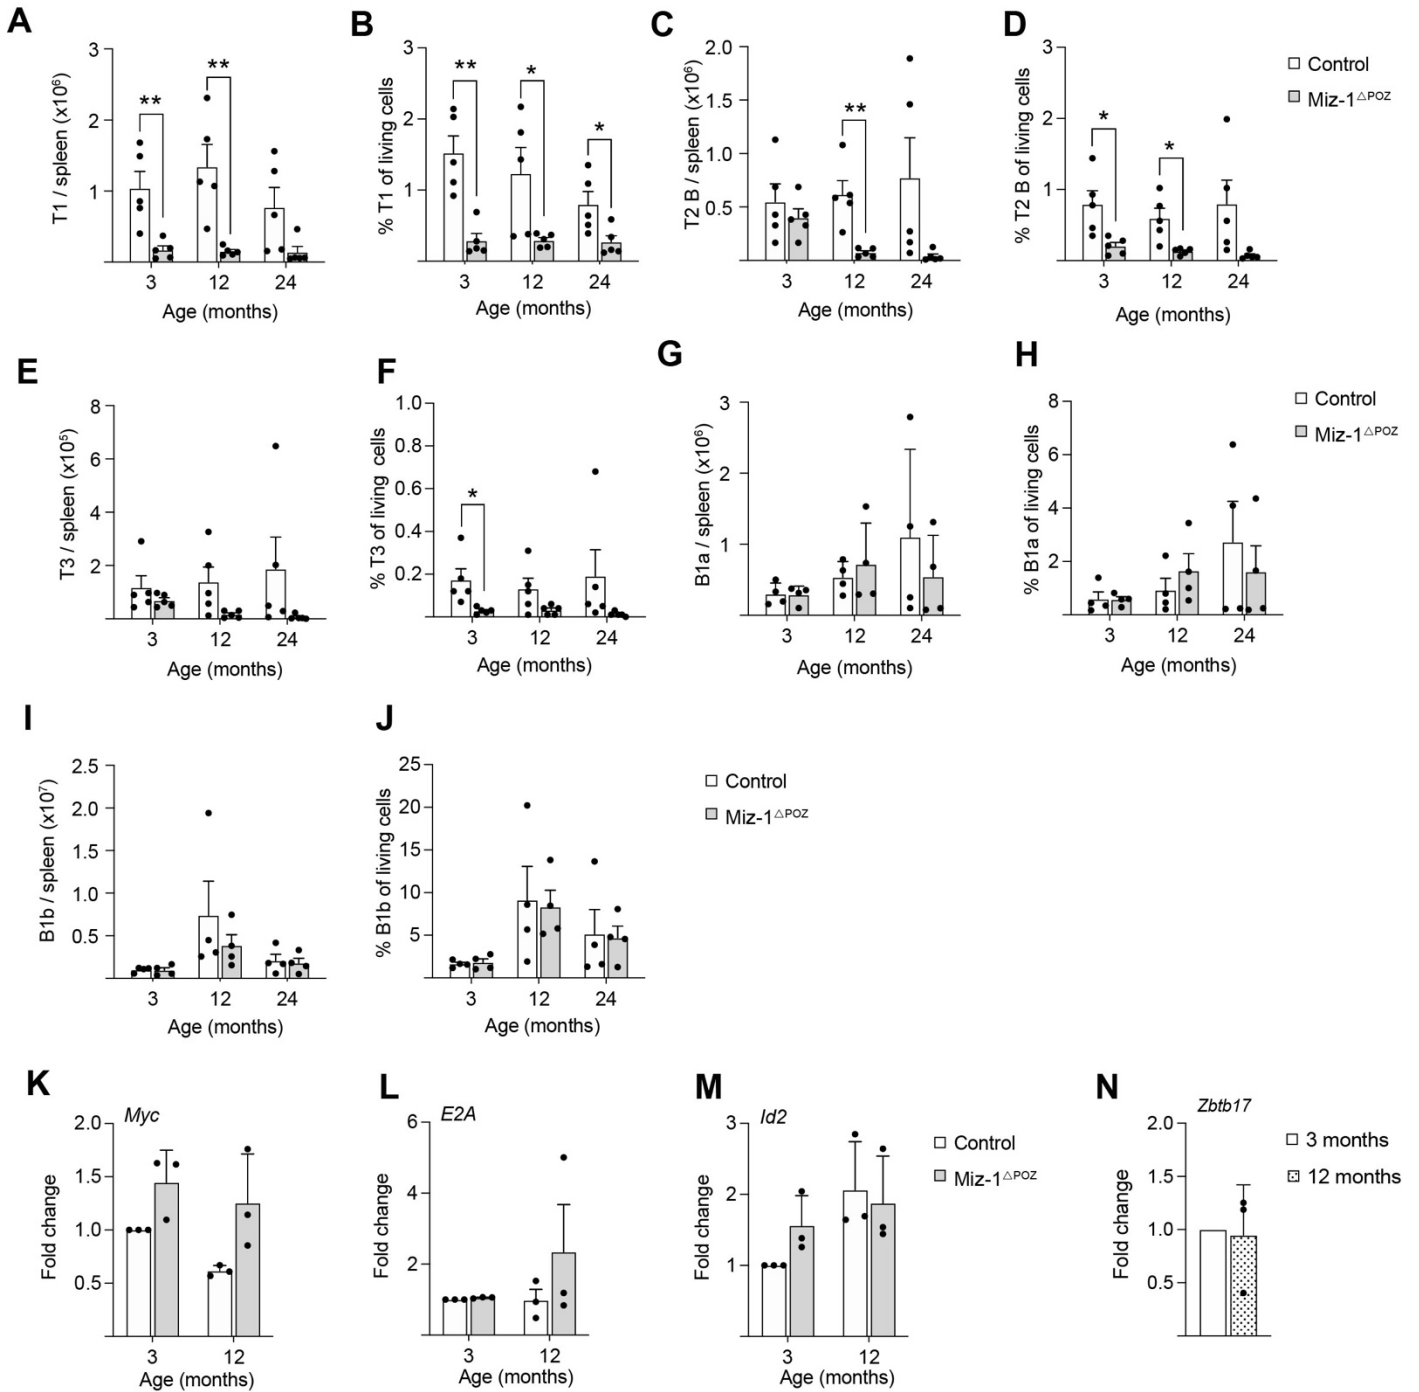 A
T1 / spleen (x10⁶)
3
2
1
**
**
3 12 24
Age (months)
B
% T1 of living cells
3
2
1
**
*
*
3 12 24
Age (months)
C
T2 B / spleen (x10⁶)
2.0
1.5
1.0
0.5
**
3 12 24
Age (months)
D
% T2 B of living cells
3
2
1
*
*
3 12 24
Age (months)
Control
Miz-1△POZ
E
T3 / spleen (x10⁵)
8
6
4
2
3 12 24
Age (months)
F
% T3 of living cells
1.0
0.8
0.6
0.4
0.2
*
3 12 24
Age (months)
G
B1a / spleen (x10⁶)
3
2
1
3 12 24
Age (months)
H
% B1a of living cells
8
6
4
2
3 12 24
Age (months)
Control
Miz-1△POZ
I
B1b / spleen (x10⁷)
2.5
2.0
1.5
1.0
0.5
3 12 24
Age (months)
J
% B1b of living cells
25
20
15
10
5
3 12 24
Age (months)
Control
Miz-1△POZ
K
Myc
Fold change
2.0
1.5
1.0
0.5
3 12
Age (months)
L
E2A
Fold change
6
4
2
3 12
Age (months)
M
Id2
Fold change
3
2
1
3 12
Age (months)
Control
Miz-1△POZ
N
Zbtb17
Fold change
2.0
1.5
1.0
0.5
3 months
12 months